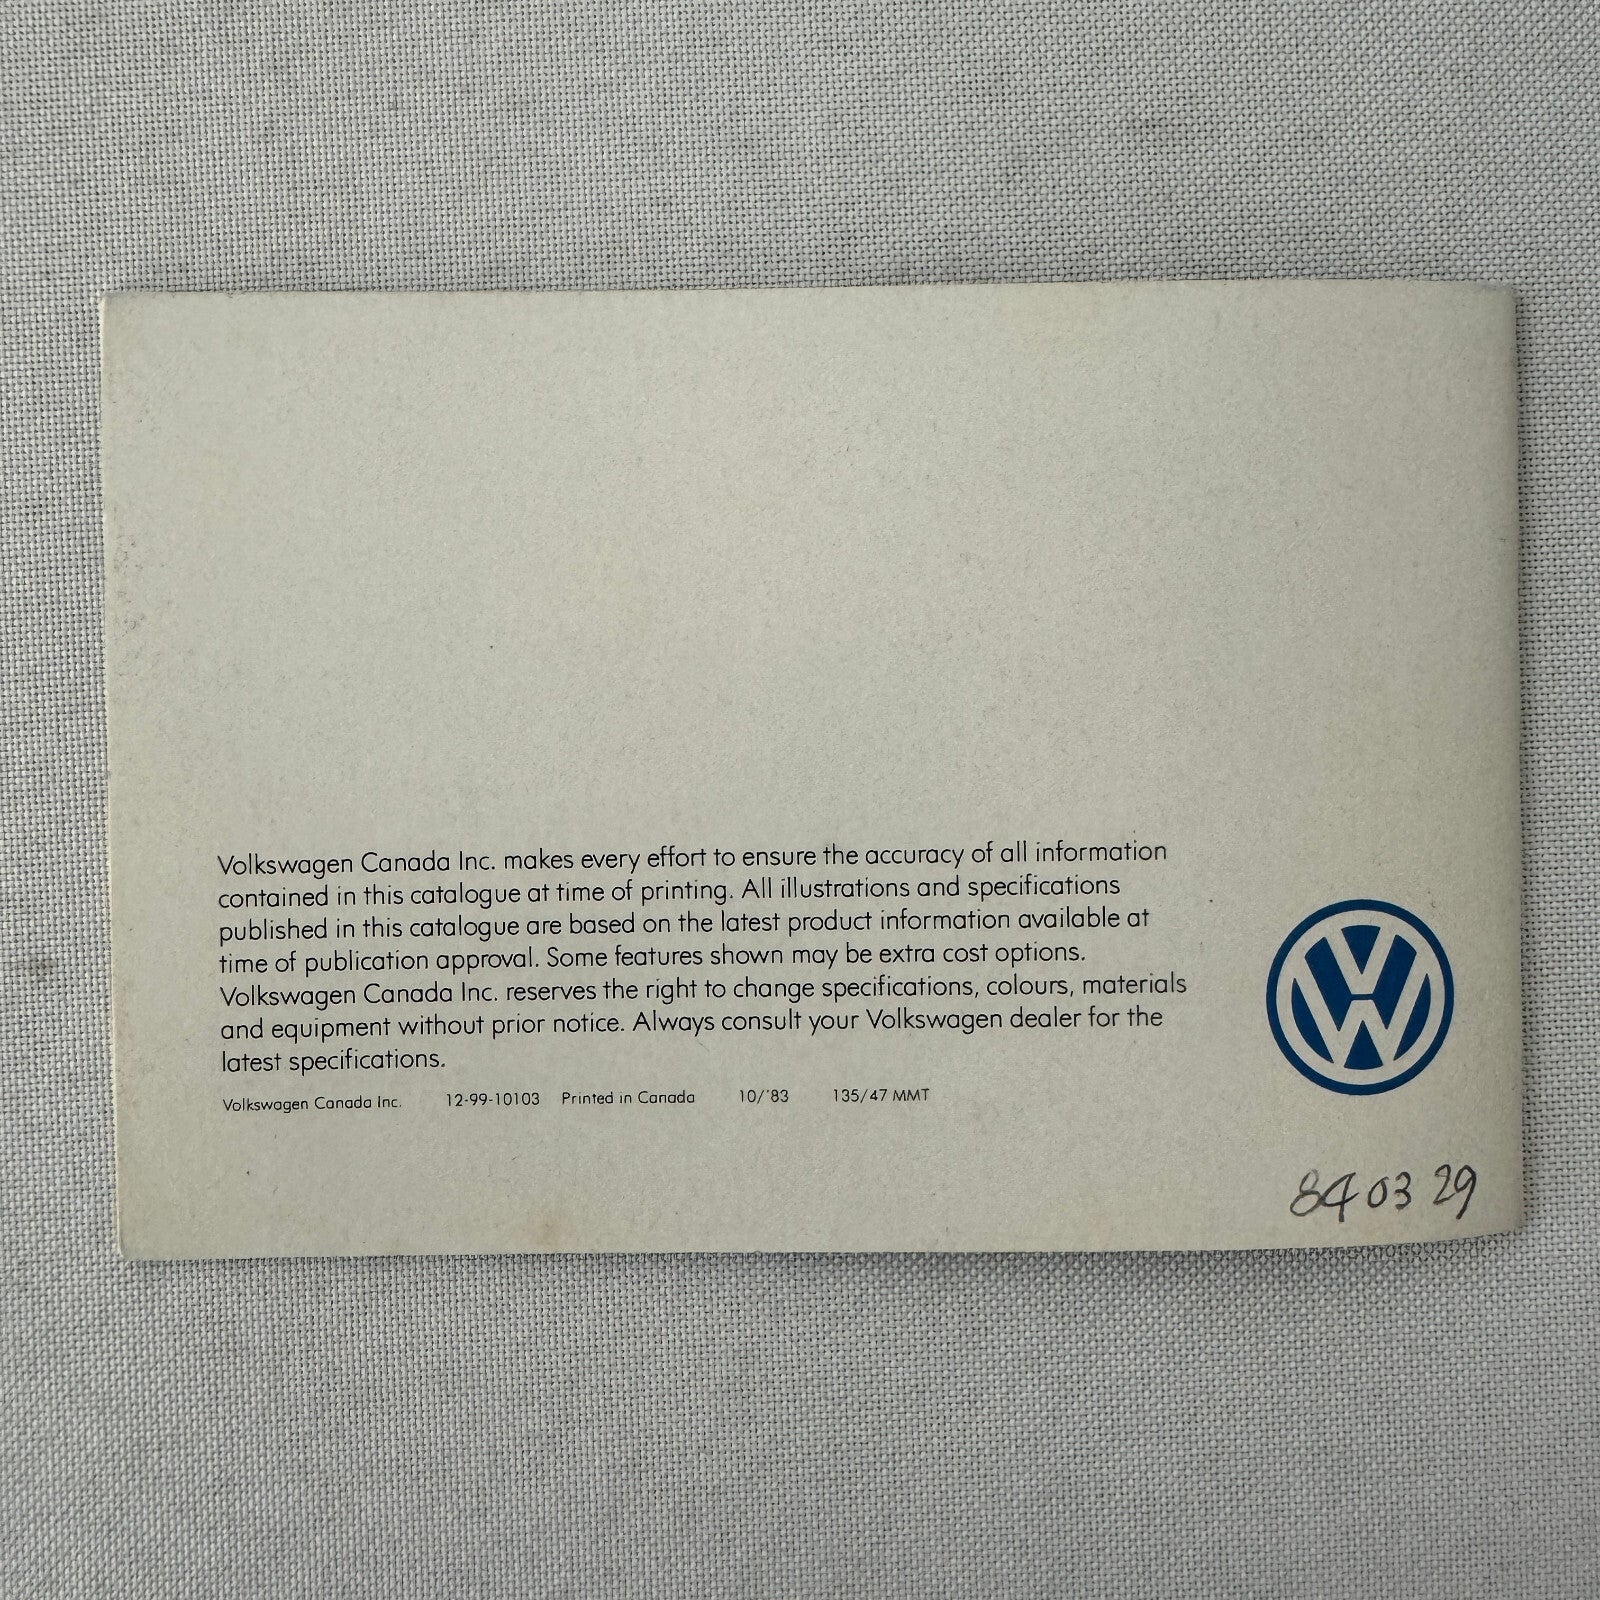 Volkswagen Canada Inc. makes every effort to ensure the accuracy of all information
contained in this catalogue at time of printing. All illustrations and specifications
published in this catalogue are based on the latest product information available at
time of publication approval. Some features shown may be extra cost options.
Volkswagen Canada Inc. reserves the right to change specifications, colours, materials
and equipment without prior notice. Always consult your Volkswagen dealer for the
latest specifications.
Volkswagen Canada Inc. 12-99-10103 Printed in Canada 10/'83 135/47 MMT
VW
84 03 29